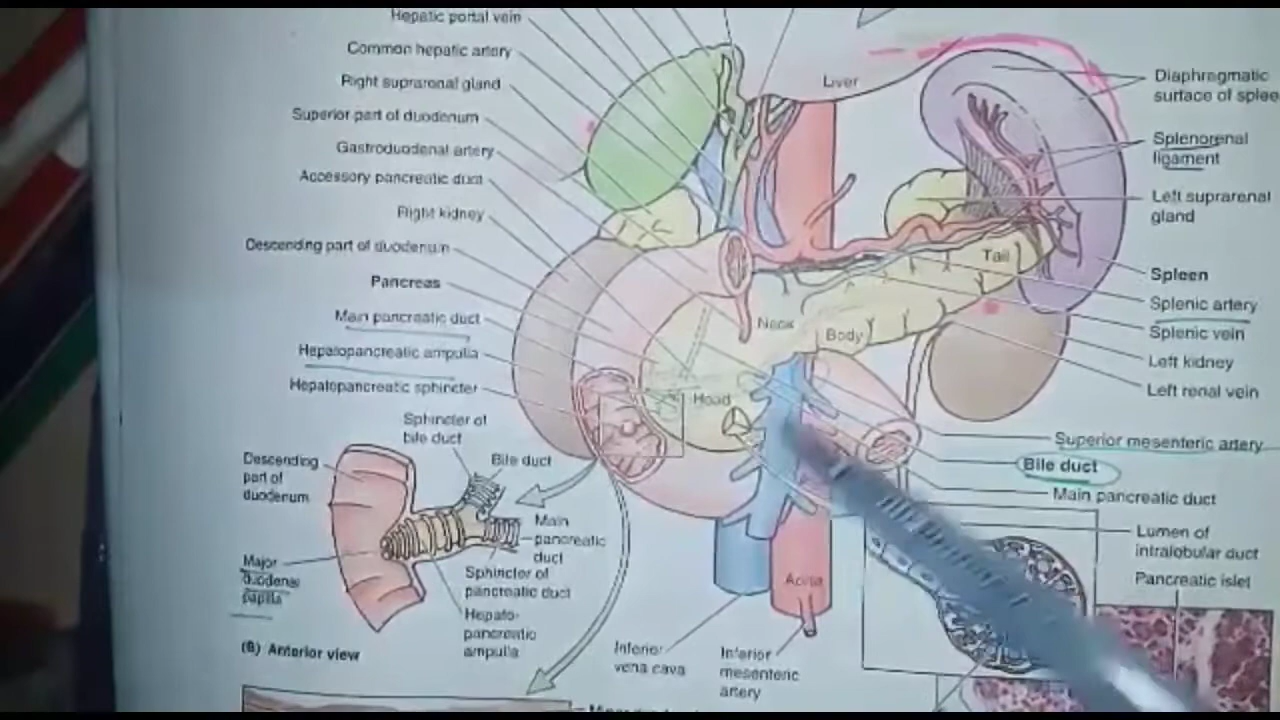 Hepatic portal vein
Common hepatic artery
Right suprarenal gland
Superior part of duodenum
Gastroduodenal artery
Accessory pancreatic duct
Right kidney
Descending part of duodenum
Pancreas
Main pancreatic duct
Hepatopancreatic ampulla
Hepatopancreatic sphincter
Liver
Neck
Body
Tail
Head
Aorta
Diaphragmatic
surface of splee
Splenorenal
ligament
Left suprarenal
gland
Spleen
Splenic artery
Splenic vein
Left kidney
Left renal vein
Superior mesenteric artery
Bile duct
Main pancreatic duct
Lumen of
intralobular duct
Pancreatic islet
Sphincter of
bile duct
Bile duct
Descending
part of
duodenum
Main
pancreatic
duct
Sphincter of
pancreatic duct
Hepato-
pancreatic
ampulla
Major
duodenal
papilla
(B) Anterior view
Inferior
vena cava
Inferior
mesenteric
artery